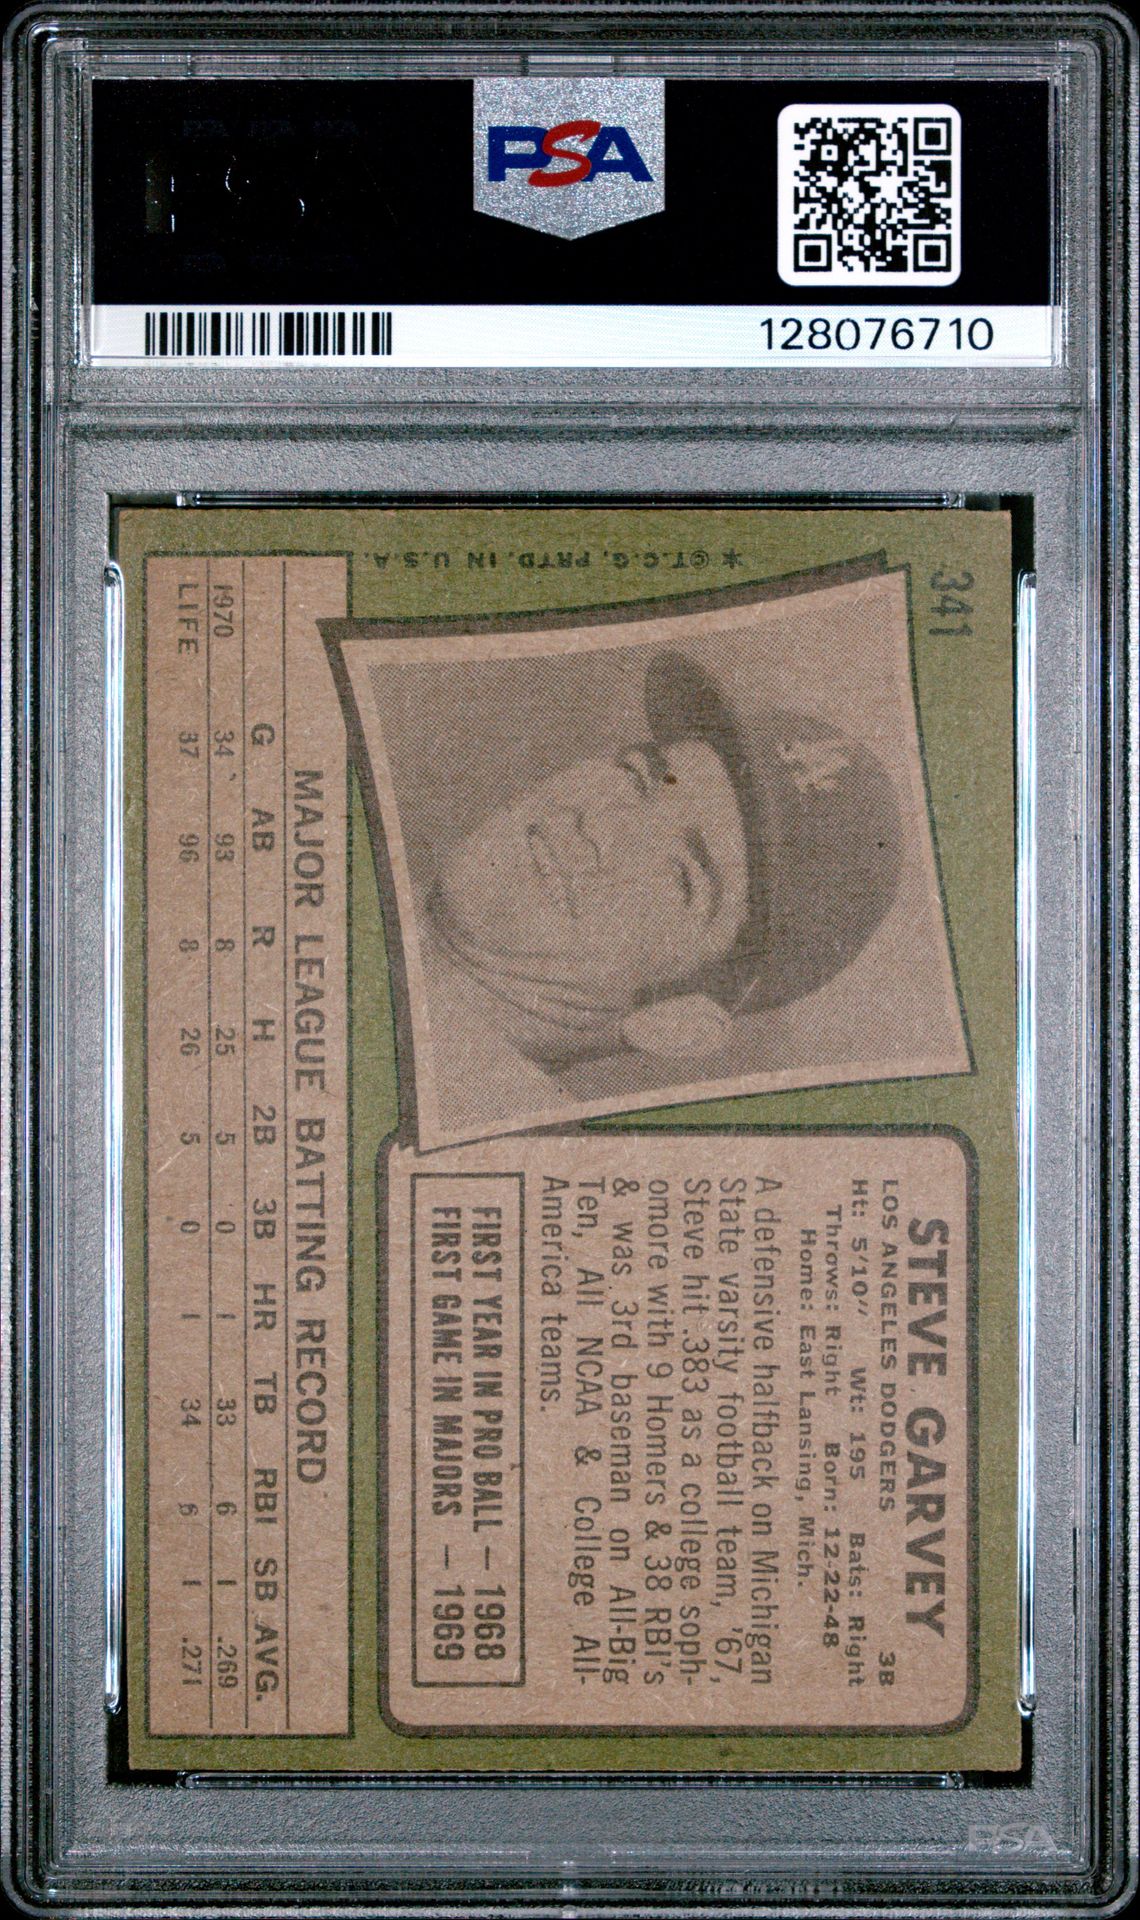 PSA
128076710
341
★ ©T.C.G. PRTD. IN U.S.A.
STEVE GARVEY
LOS ANGELES DODGERS 3B
Ht: 5'10" Wt: 195 Bats: Right
Throws: Right Born: 12-22-48
Home: East Lansing, Mich.
A defensive halfback on Michigan
State varsity football team, '67,
Steve hit .383 as a college soph-
omore with 9 Homers & 38 RBI's
& was 3rd baseman on All-Big
Ten, All NCAA & College All-
America teams.
FIRST YEAR IN PRO BALL — 1968
FIRST GAME IN MAJORS — 1969
MAJOR LEAGUE BATTING RECORD
G AB R H 2B 3B HR TB RBI SB AVG.
1970 34 93 8 25 5 0 1 33 6 1 .269
LIFE 37 96 8 26 5 0 1 34 6 1 .271
PSA